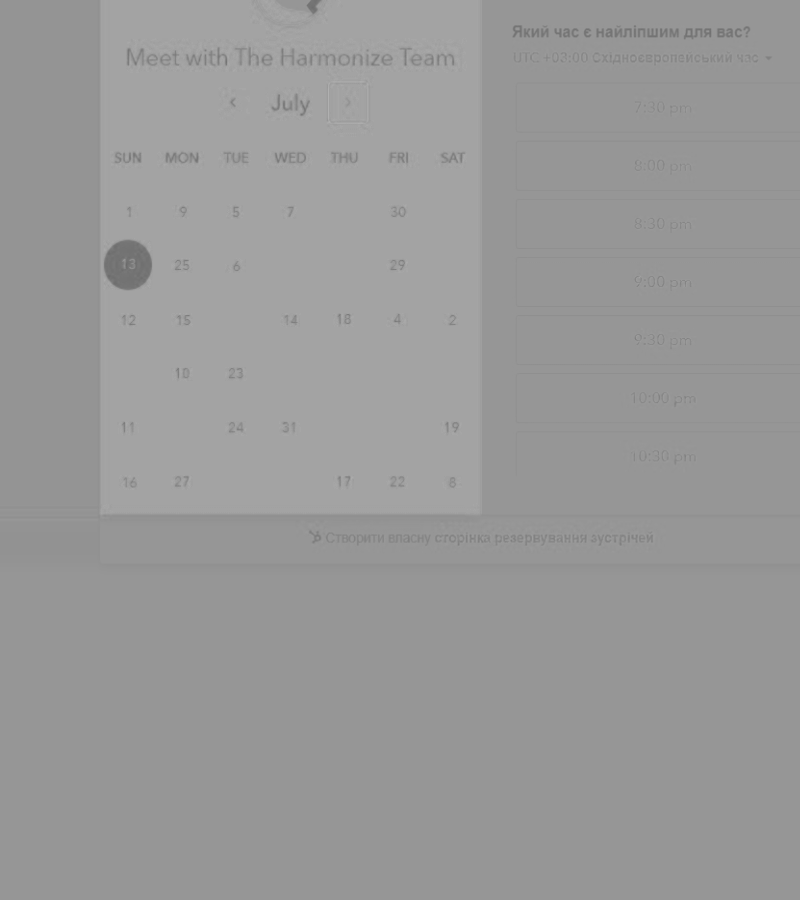 Meet with The Harmonize Team
July
SUN MON TUE WED THU FRI SAT
1 9 5 7 30
13 25 6 29
12 15 14 18 4 2
10 23
11 24 31 19
16 27 17 22 8
Який час є найліпшим для вас?
UTC +03:00 Східноєвропейський час
7:30 pm
8:00 pm
8:30 pm
9:00 pm
9:30 pm
10:00 pm
10:30 pm
Створити власну сторінка резервування зустрічей